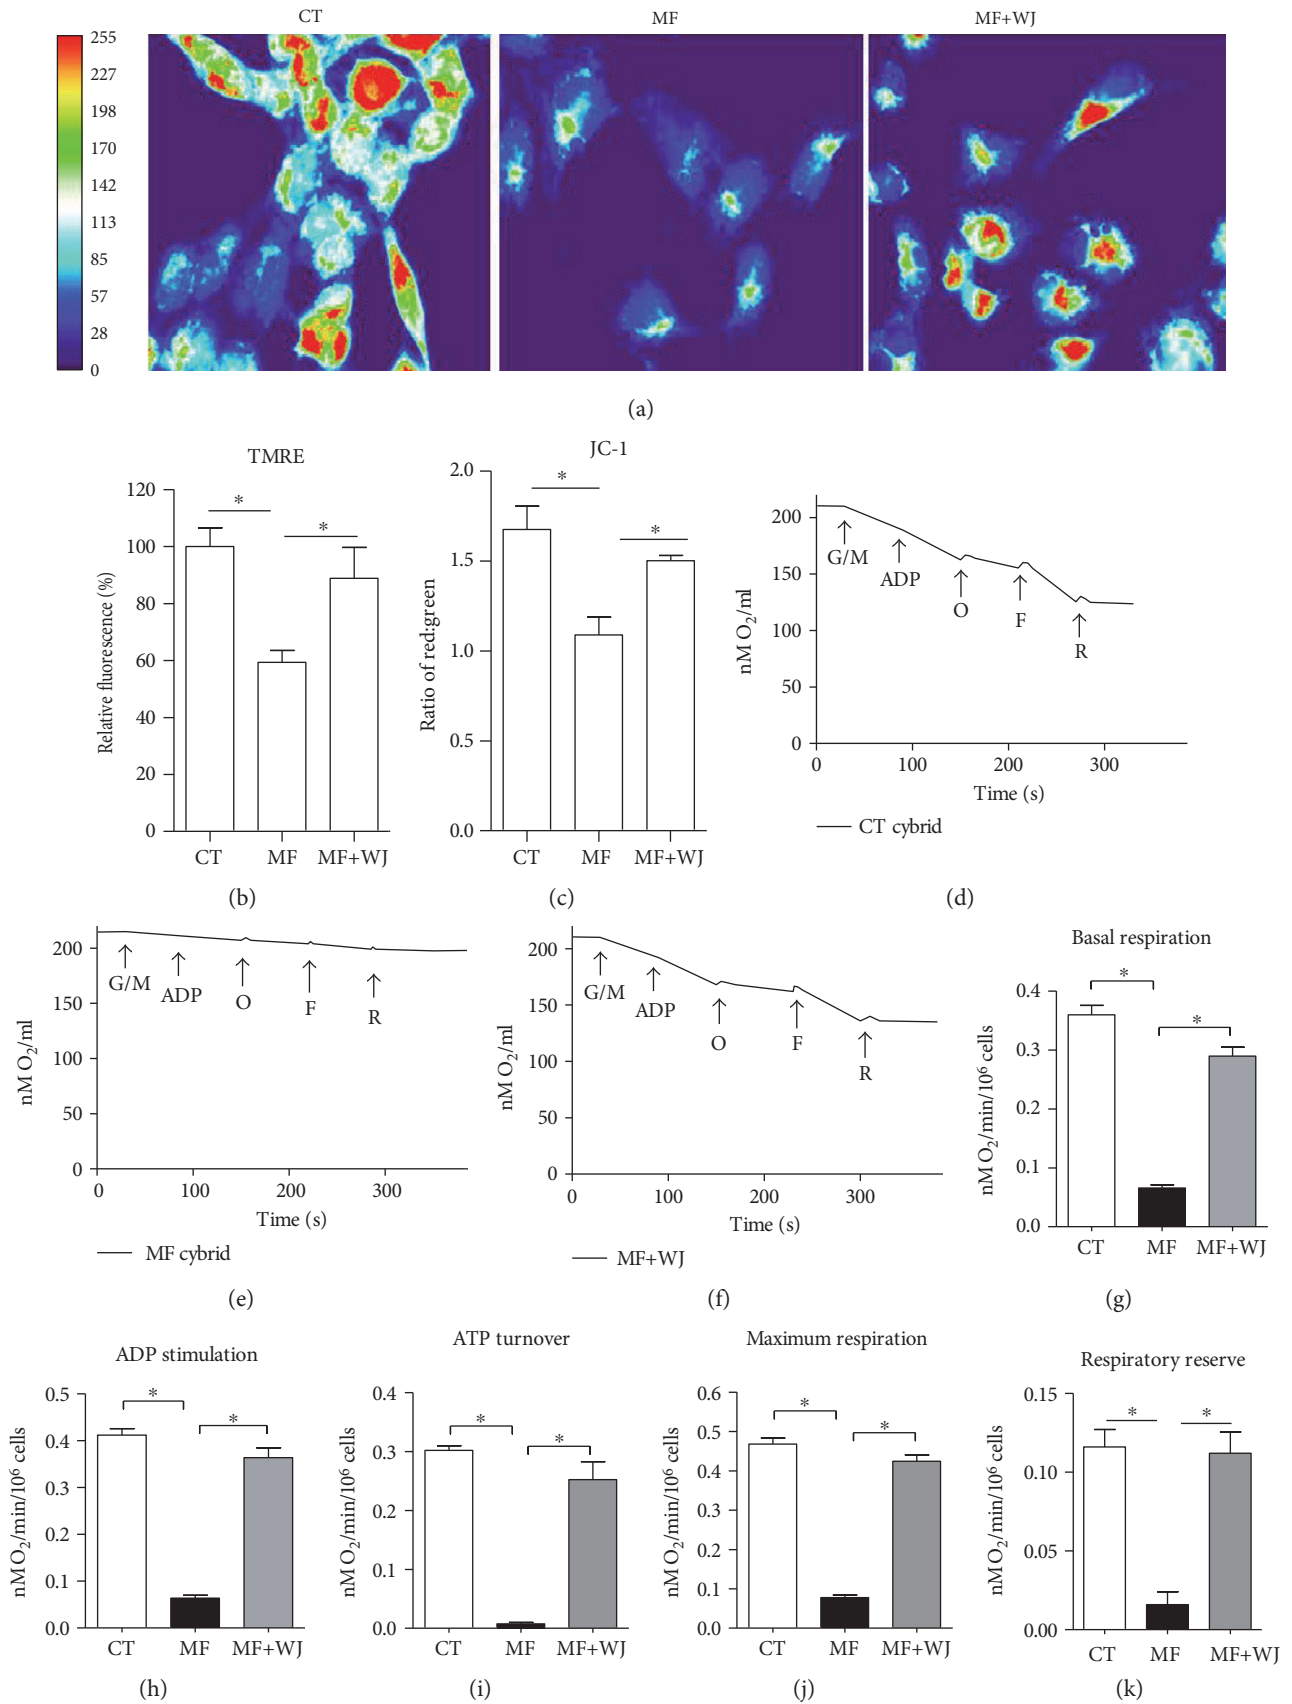 CT
MF
MF+WJ
255
227
198
170
142
113
85
57
28
0
(a)
TMRE
Relative fluorescence (%)
120
100
80
60
40
20
0
*
*
CT
MF
MF+WJ
(b)
JC-1
Ratio of red:green
2.0
1.5
1.0
0.5
0.0
*
*
CT
MF
MF+WJ
(c)
nM O₂/ml
200
150
100
50
0
G/M
ADP
O
F
R
0
100
200
300
Time (s)
CT cybrid
(d)
nM O₂/ml
200
150
100
50
0
G/M
ADP
O
F
R
0
100
200
300
Time (s)
MF cybrid
(e)
nM O₂/ml
200
150
100
50
0
G/M
ADP
O
F
R
0
100
200
300
Time (s)
MF+WJ
(f)
Basal respiration
nM O₂/min/10⁶ cells
0.4
0.3
0.2
0.1
0.0
*
*
CT
MF
MF+WJ
(g)
ADP stimulation
nM O₂/min/10⁶ cells
0.5
0.4
0.3
0.2
0.1
0.0
*
*
CT
MF
MF+WJ
(h)
ATP turnover
nM O₂/min/10⁶ cells
0.4
0.3
0.2
0.1
0.0
*
*
CT
MF
MF+WJ
(i)
Maximum respiration
nM O₂/min/10⁶ cells
0.6
0.5
0.4
0.3
0.2
0.1
0.0
*
*
CT
MF
MF+WJ
(j)
Respiratory reserve
nM O₂/min/10⁶ cells
0.15
0.10
0.05
0.00
*
*
CT
MF
MF+WJ
(k)